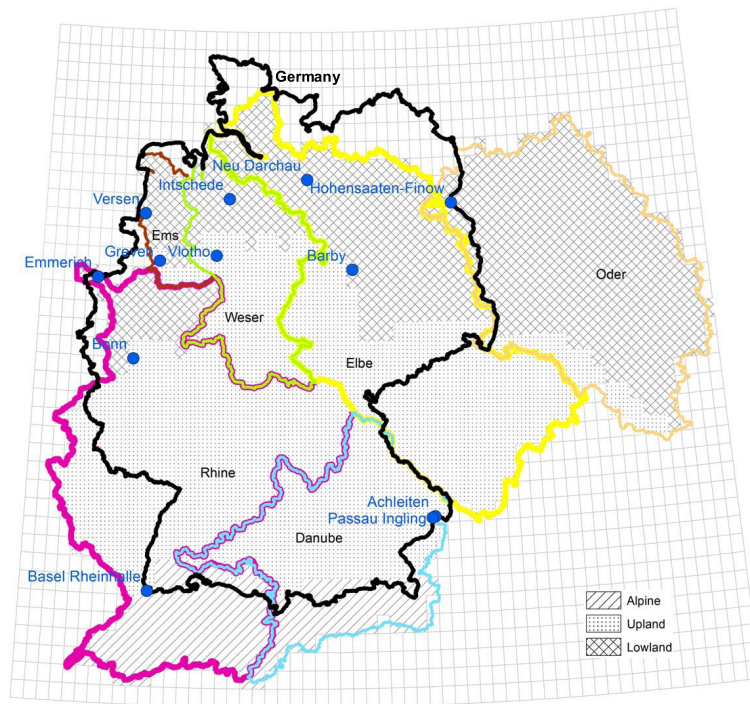 Germany
Neu Darchau
Intschede
Hohensaaten-Finow
Versen
Ems
Greven
Vlotho
Barby
Emmerich
Oder
Weser
Bonn
Elbe
Rhine
Achleiten
Passau Ingling
Danube
Basel Rheinhalle
Alpine
Upland
Lowland